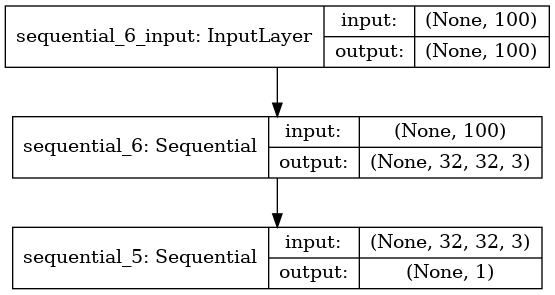 sequential_6_input: InputLayer input: (None, 100)
output: (None, 100)
sequential_6: Sequential input: (None, 100)
output: (None, 32, 32, 3)
sequential_5: Sequential input: (None, 32, 32, 3)
output: (None, 1)